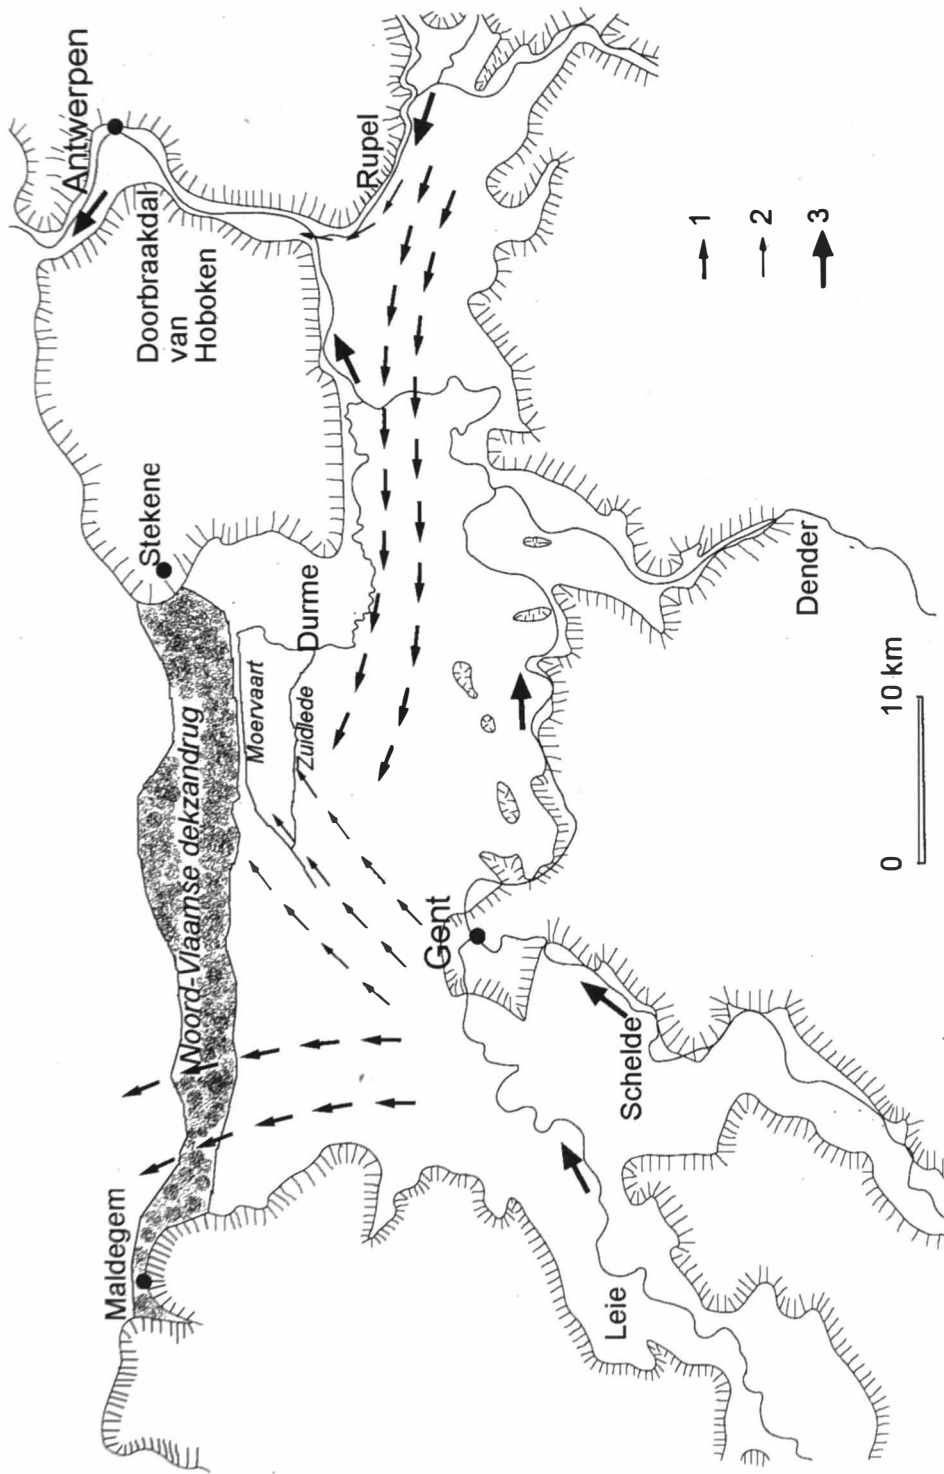 Maldegem
Noord-Vlaamse dekzandrug
Stekene
Antwerpen
Doorbraakdal
van
Hoboken
Moervaart
Zuidlede
Durme
Rupel
Gent
Leie
Schelde
Dender
0
10 km
1
2
3